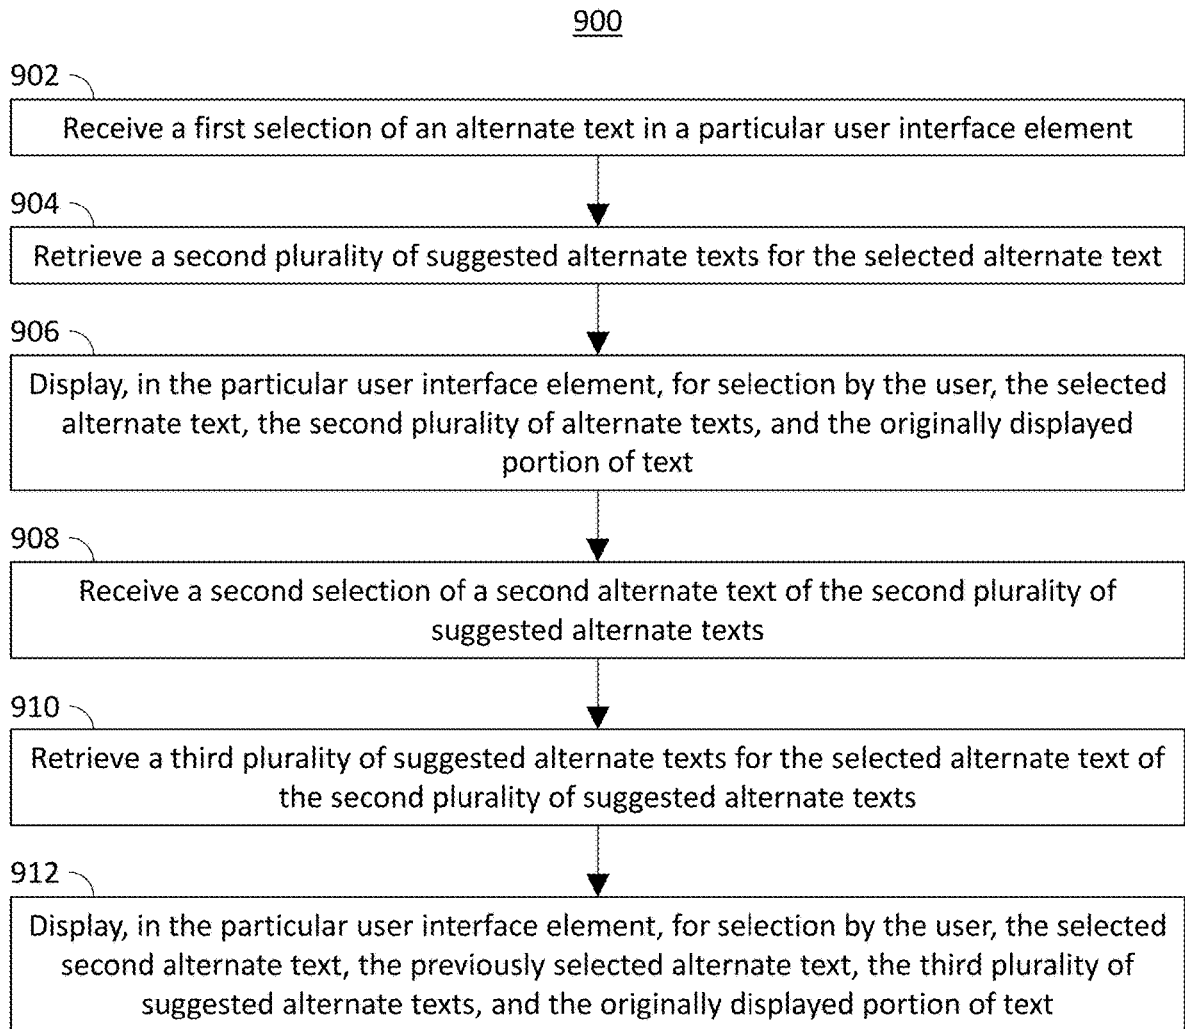 900
902
Receive a first selection of an alternate text in a particular user interface element
904
Retrieve a second plurality of suggested alternate texts for the selected alternate text
906
Display, in the particular user interface element, for selection by the user, the selected
alternate text, the second plurality of alternate texts, and the originally displayed
portion of text
908
Receive a second selection of a second alternate text of the second plurality of
suggested alternate texts
910
Retrieve a third plurality of suggested alternate texts for the selected alternate text of
the second plurality of suggested alternate texts
912
Display, in the particular user interface element, for selection by the user, the selected
second alternate text, the previously selected alternate text, the third plurality of
suggested alternate texts, and the originally displayed portion of text